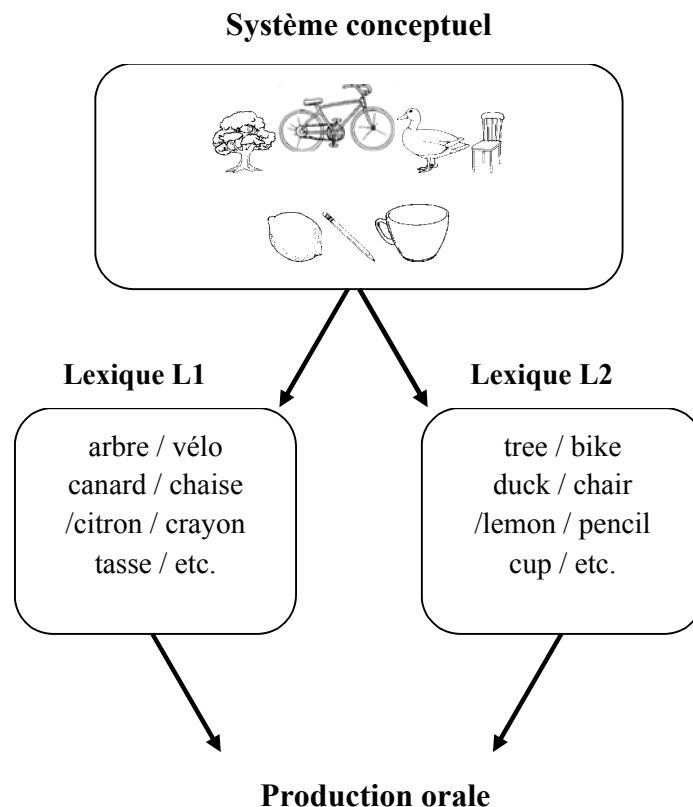 Système conceptuel
Lexique L1
arbre / vélo
canard / chaise
/citron / crayon
tasse / etc.
Lexique L2
tree / bike
duck / chair
/lemon / pencil
cup / etc.
Production orale